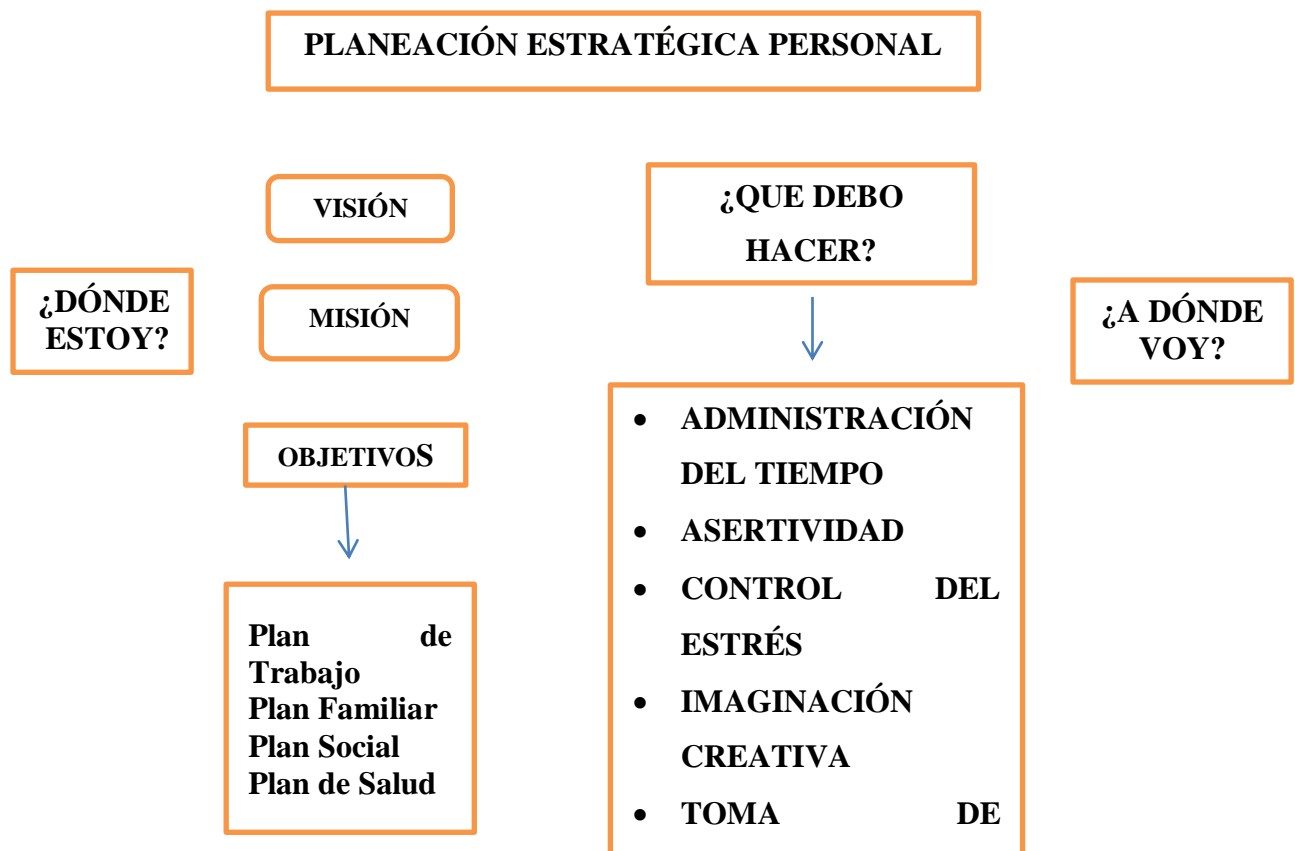 PLANEACIÓN ESTRATÉGICA PERSONAL
VISIÓN
¿QUE DEBO
HACER?
¿DÓNDE
ESTOY?
MISIÓN
¿A DÓNDE
VOY?
OBJETIVOS
Plan de
Trabajo
Plan Familiar
Plan Social
Plan de Salud
• ADMINISTRACIÓN
DEL TIEMPO
• ASERTIVIDAD
• CONTROL DEL
ESTRÉS
• IMAGINACIÓN
CREATIVA
• TOMA DE